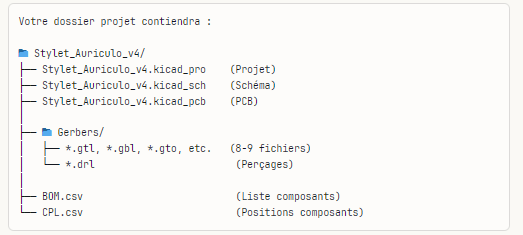 Votre dossier projet contiendra :
📁 Stylet_Auriculo_v4/
├── Stylet_Auriculo_v4.kicad_pro (Projet)
├── Stylet_Auriculo_v4.kicad_sch (Schéma)
├── Stylet_Auriculo_v4.kicad_pcb (PCB)
│
├── 📁 Gerbers/
│   ├── *.gtl, *.gbl, *.gto, etc. (8-9 fichiers)
│   └── *.drl (Perçages)
│
├── BOM.csv (Liste composants)
└── CPL.csv (Positions composants)